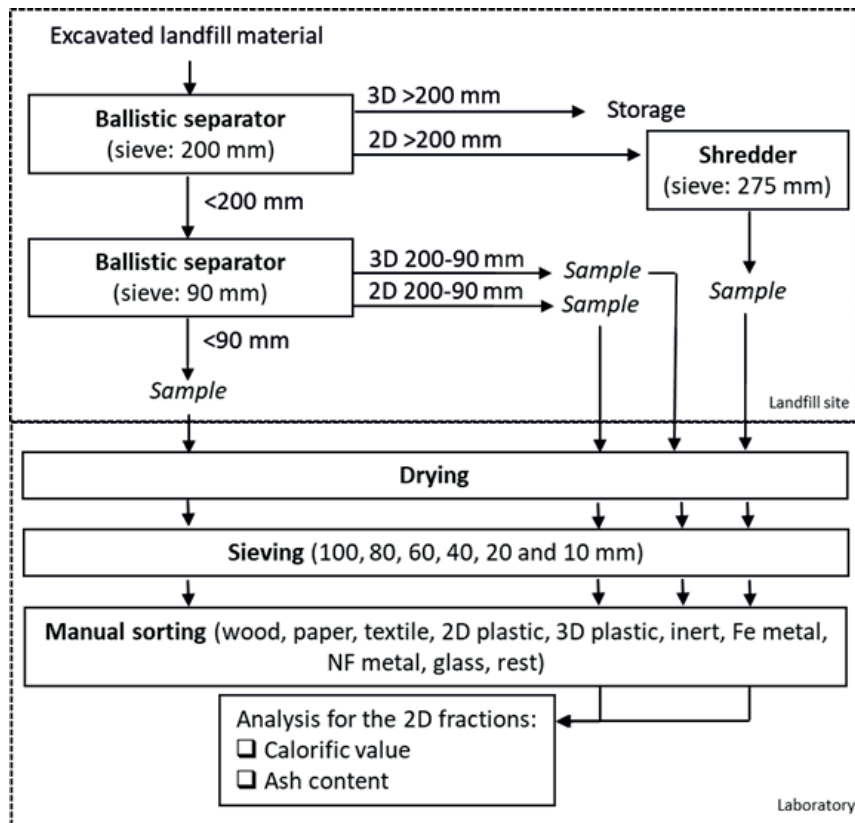 Excavated landfill material
3D >200 mm
Ballistic separator
(sieve: 200 mm)
Storage
2D >200 mm
Shredder
(sieve: 275 mm)
<200 mm
Ballistic separator
(sieve: 90 mm)
3D 200-90 mm
Sample
2D 200-90 mm
Sample
Sample
<90 mm
Sample
Landfill site
Drying
Sieving (100, 80, 60, 40, 20 and 10 mm)
Manual sorting (wood, paper, textile, 2D plastic, 3D plastic, inert, Fe metal,
NF metal, glass, rest)
Analysis for the 2D fractions:
❑ Calorific value
❑ Ash content
Laboratory